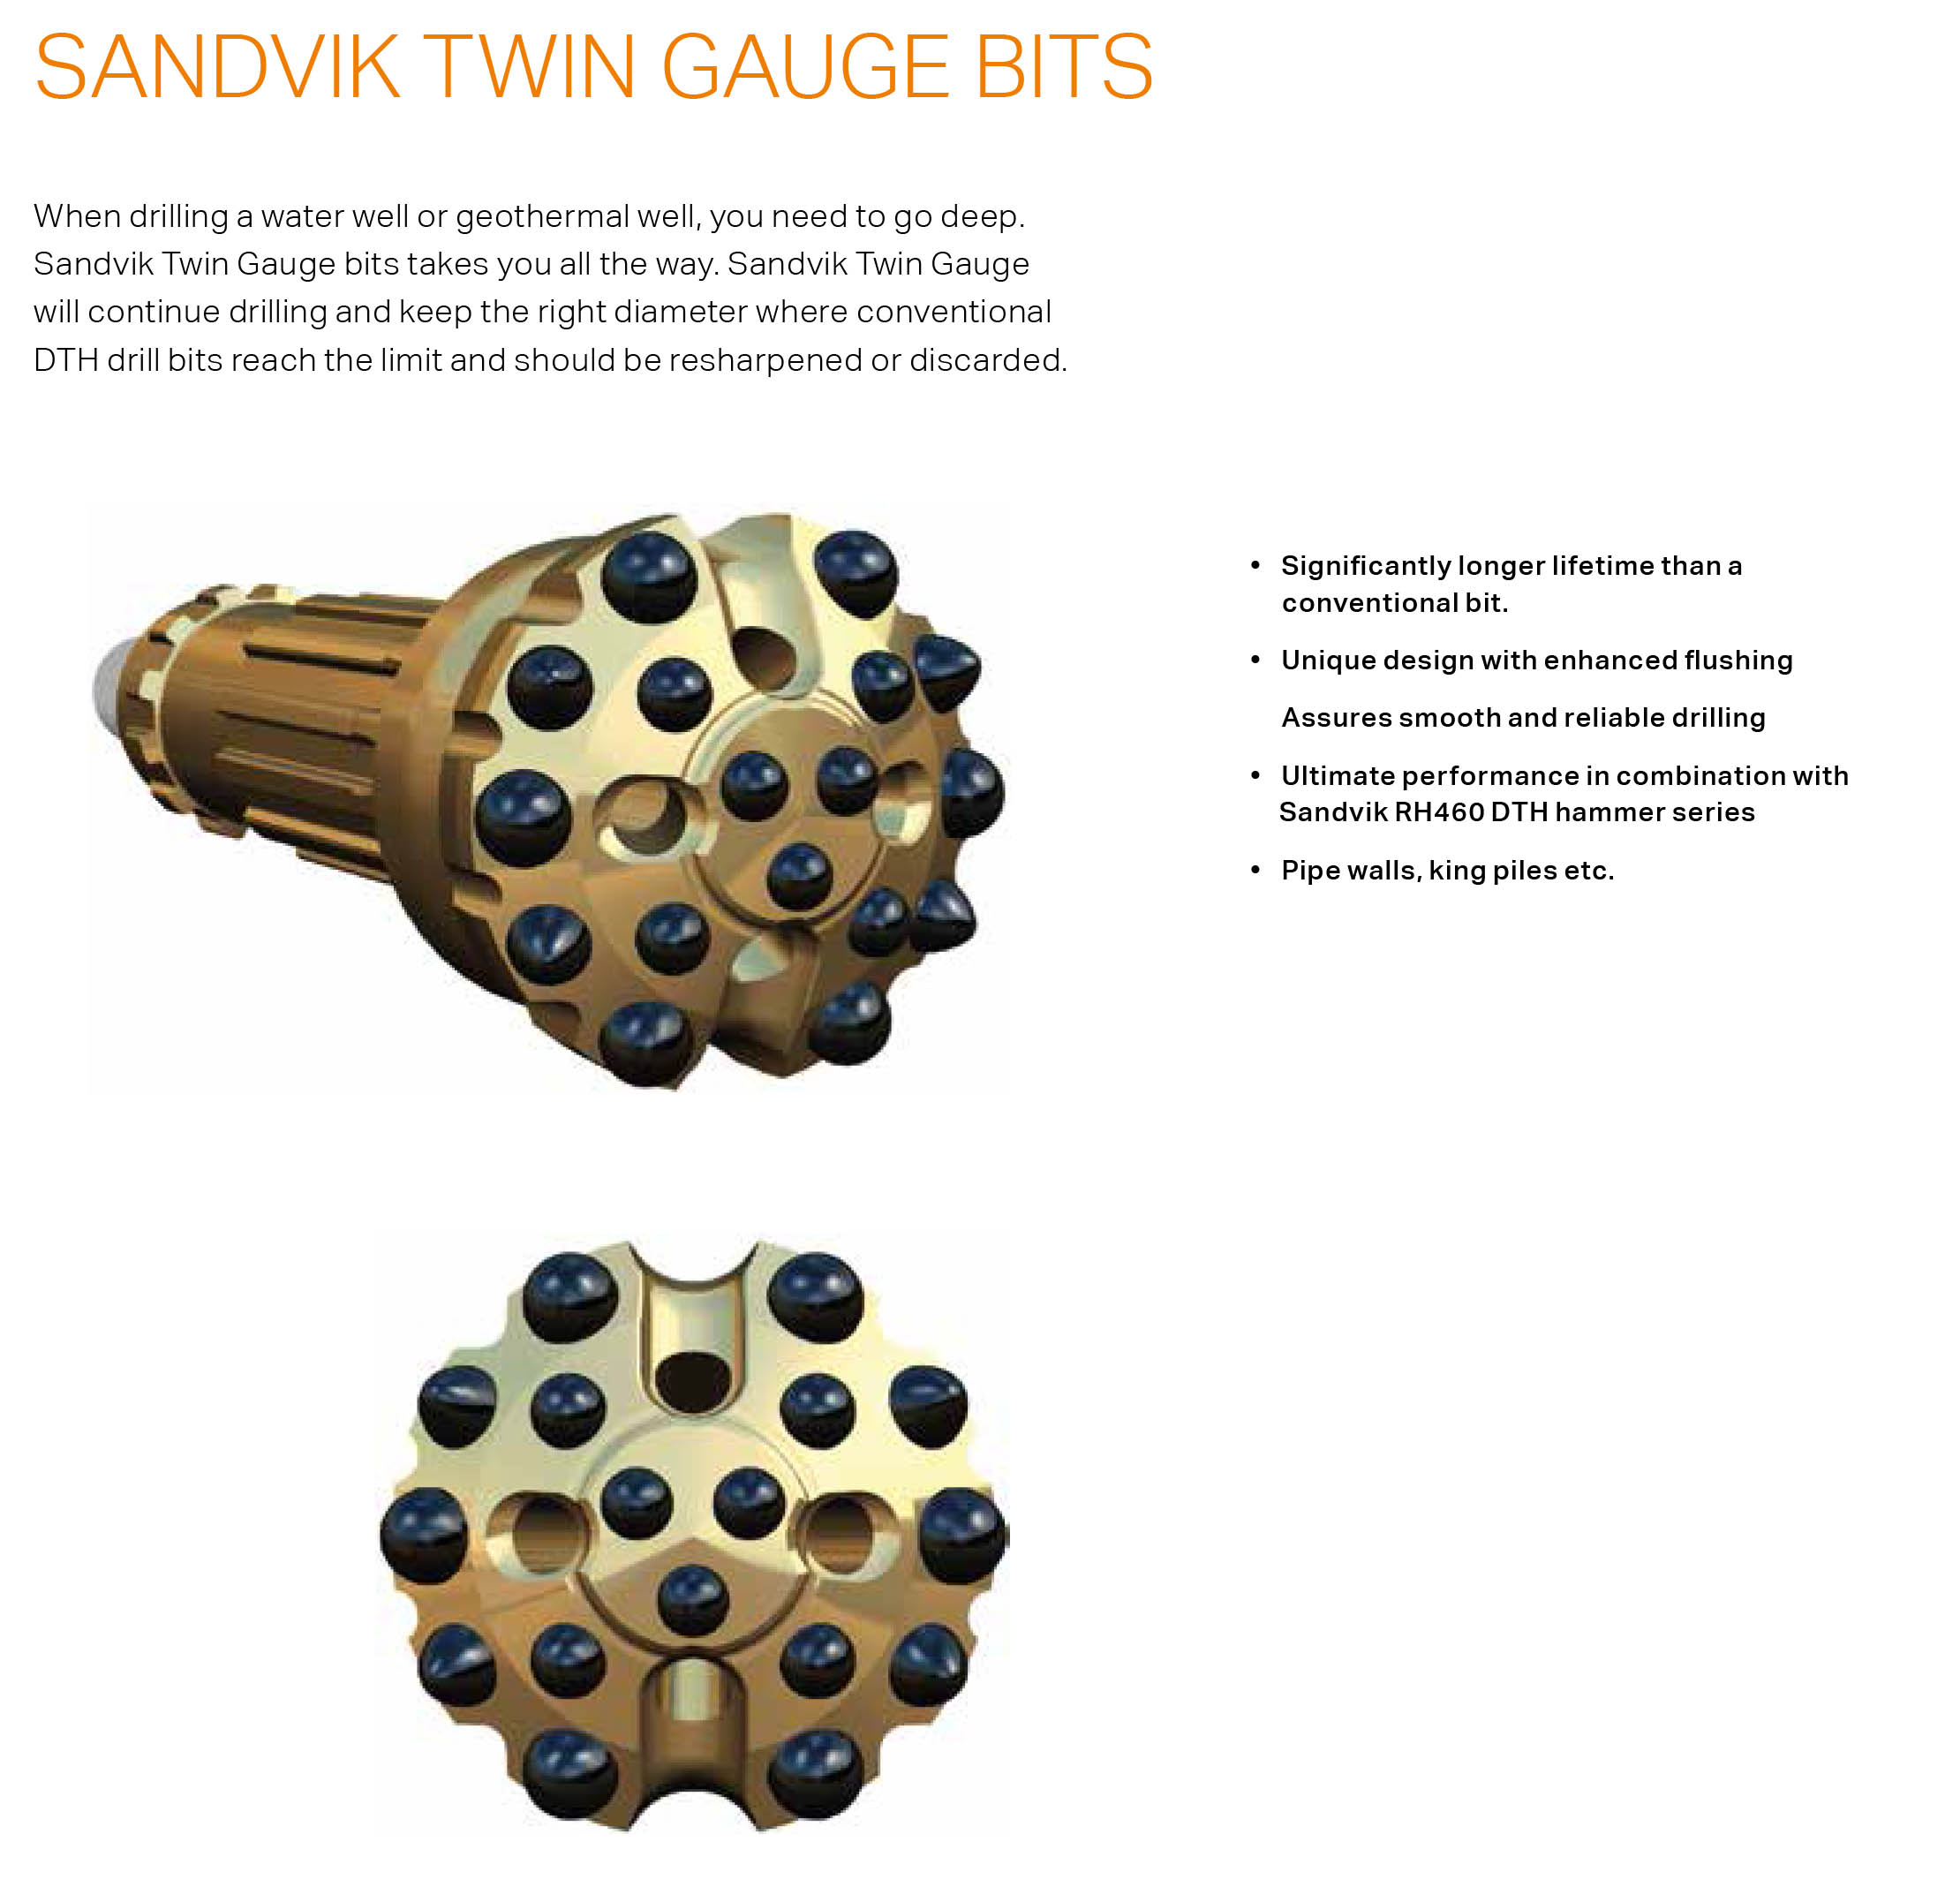 SANDVIK TWIN GAUGE BITS
When drilling a water well or geothermal well, you need to go deep.
Sandvik Twin Gauge bits takes you all the way. Sandvik Twin Gauge
will continue drilling and keep the right diameter where conventional
DTH drill bits reach the limit and should be resharpened or discarded.
• Significantly longer lifetime than a
conventional bit.
• Unique design with enhanced flushing
Assures smooth and reliable drilling
• Ultimate performance in combination with
Sandvik RH460 DTH hammer series
• Pipe walls, king piles etc.